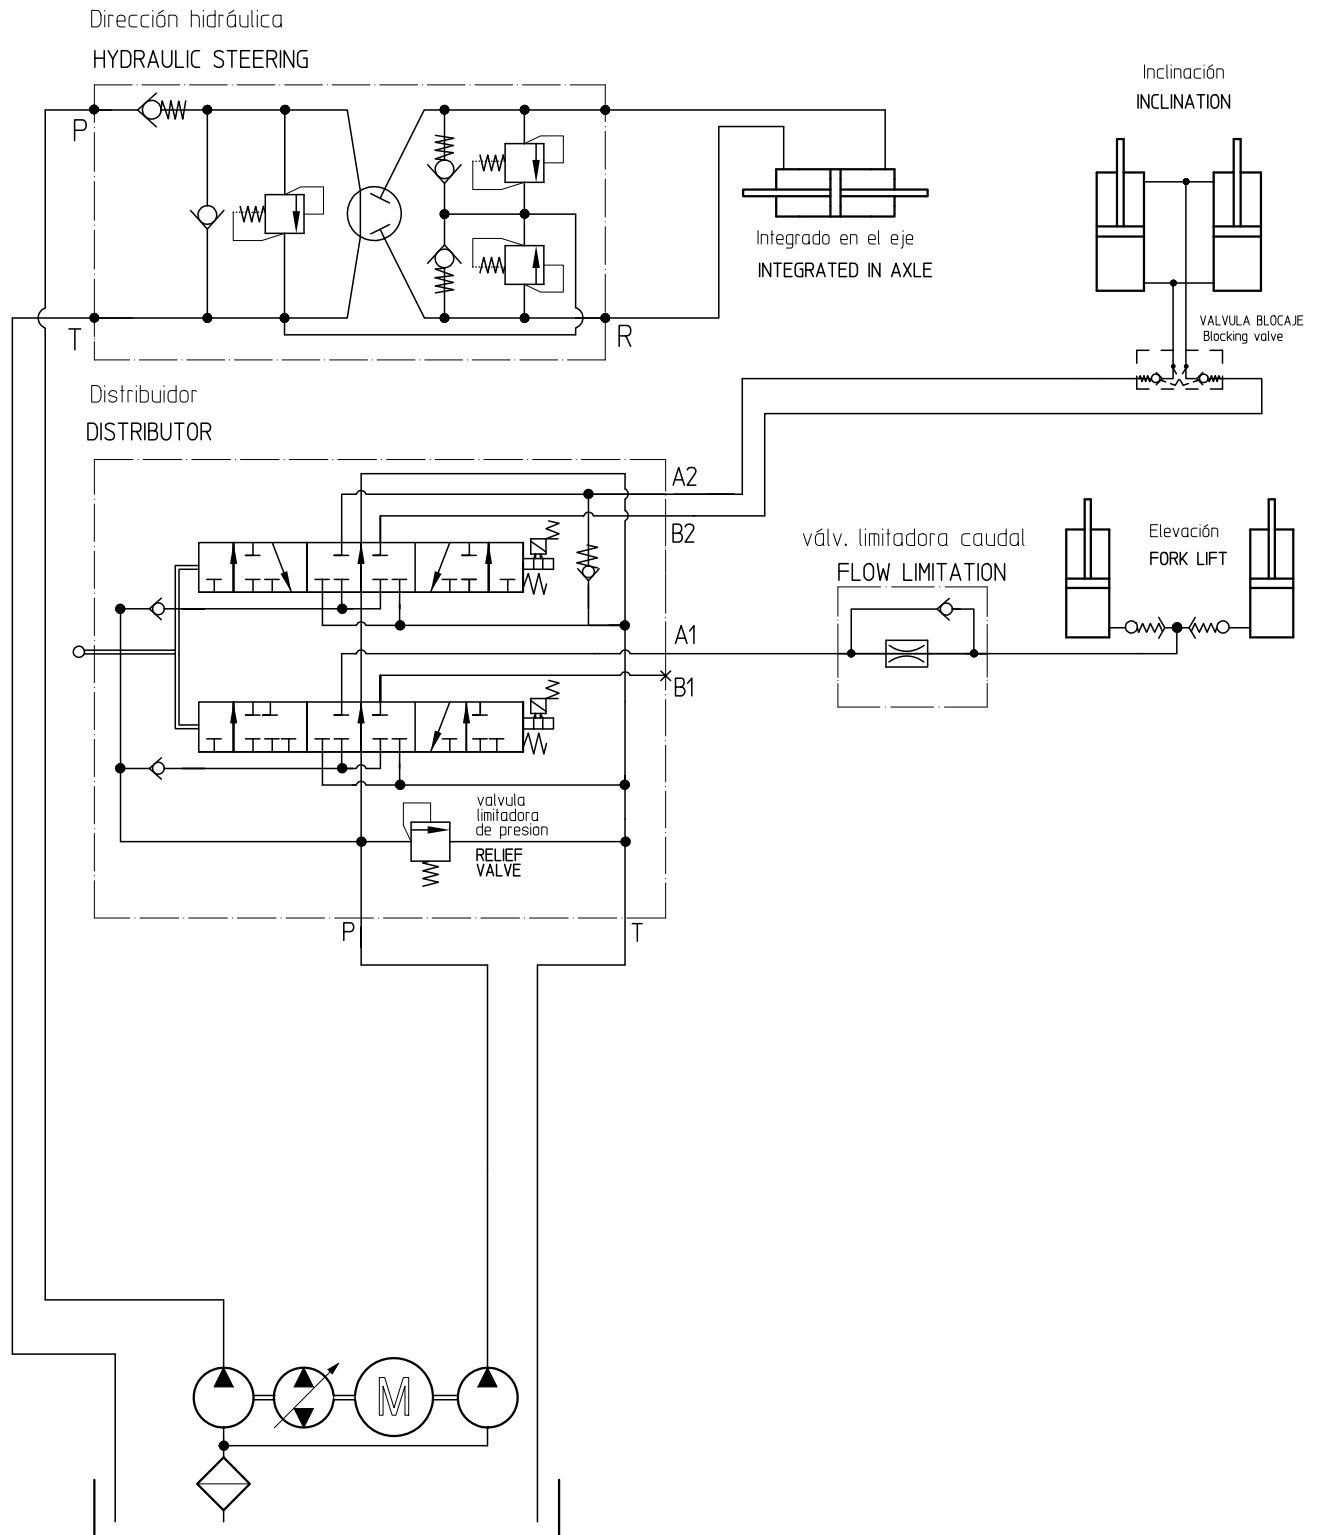 Dirección hidráulica
HYDRAULIC STEERING
P
T
R
Integrado en el eje
INTEGRATED IN AXLE
Inclinación
INCLINATION
VALVULA BLOCAJE
Blocking valve
Distribuidor
DISTRIBUTOR
A2
B2
A1
B1
válv. limitadora caudal
FLOW LIMITATION
Elevación
FORK LIFT
valvula
limitadora
de presion
RELIEF
VALVE
P
T
M